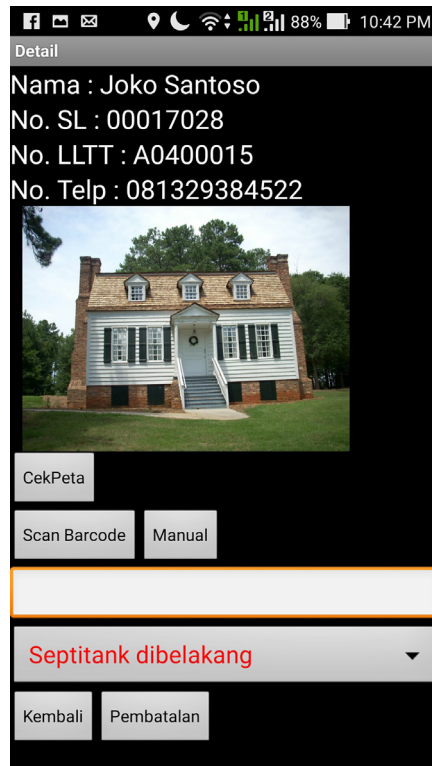 88% 10:42 PM
Detail
Nama : Joko Santoso
No. SL : 00017028
No. LLTT : A0400015
No. Telp : 081329384522
CekPeta
Scan Barcode Manual
Septitank dibelakang
Kembali Pembatalan